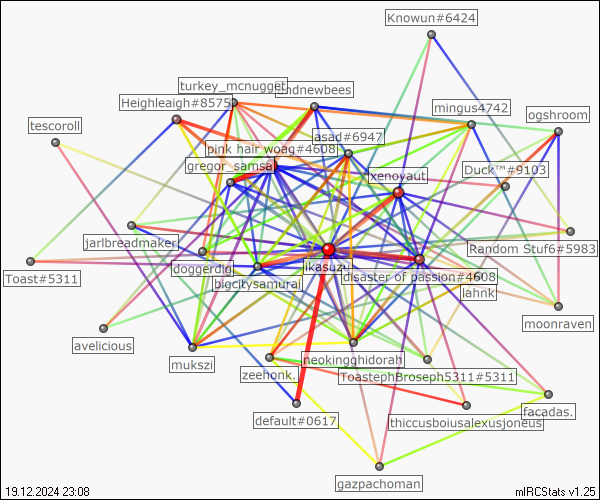 Knowun#6424
turkey_mcnugget
Heighleaigh#8575
mingus4742
ogshroom
tescoroll
asad#6947
pink hair woag#4608
gregor_samsa
xenoyaut
Duck™#9103
jarlbreadmaker
Random Stuf6#5983
doggerdig
ikasuzu
Toast#5311
disaster of passion#4608
bigcitysamurai
lahnk
moonraven
avelicious
mukszi
neokingghidorah
zeehonk.
ToastephBroseph5311#5311
default#0617
facadas.
thiccusboiusalexusjoneus
gazpachoman
19.12.2024 23:08
mIRCStats v1.25